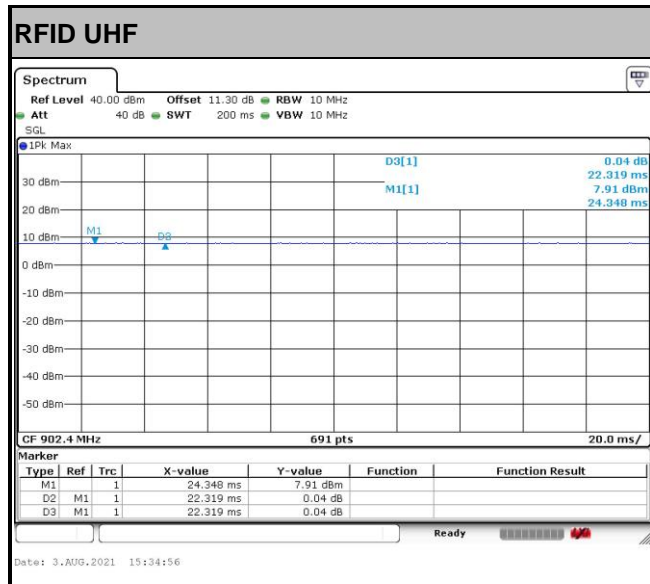 RFID UHF
Spectrum
Ref Level 40.00 dBm Offset 11.30 dB RBW 10 MHz
Att 40 dB SWT 200 ms VBW 10 MHz
SGL
1Pk Max
D3[1] 0.04 dB
22.319 ms
M1[1] 7.91 dBm
24.348 ms
30 dBm
20 dBm
10 dBm
M1
0 dBm
-10 dBm
-20 dBm
-30 dBm
-40 dBm
-50 dBm
CF 902.4 MHz 691 pts 20.0 ms/
Marker
Type Ref Trc X-value Y-value Function Function Result
M1 1 24.348 ms 7.91 dBm
D2 M1 1 22.319 ms 0.04 dB
D3 M1 1 22.319 ms 0.04 dB
Ready
Date: 3.AUG.2021 15:34:56